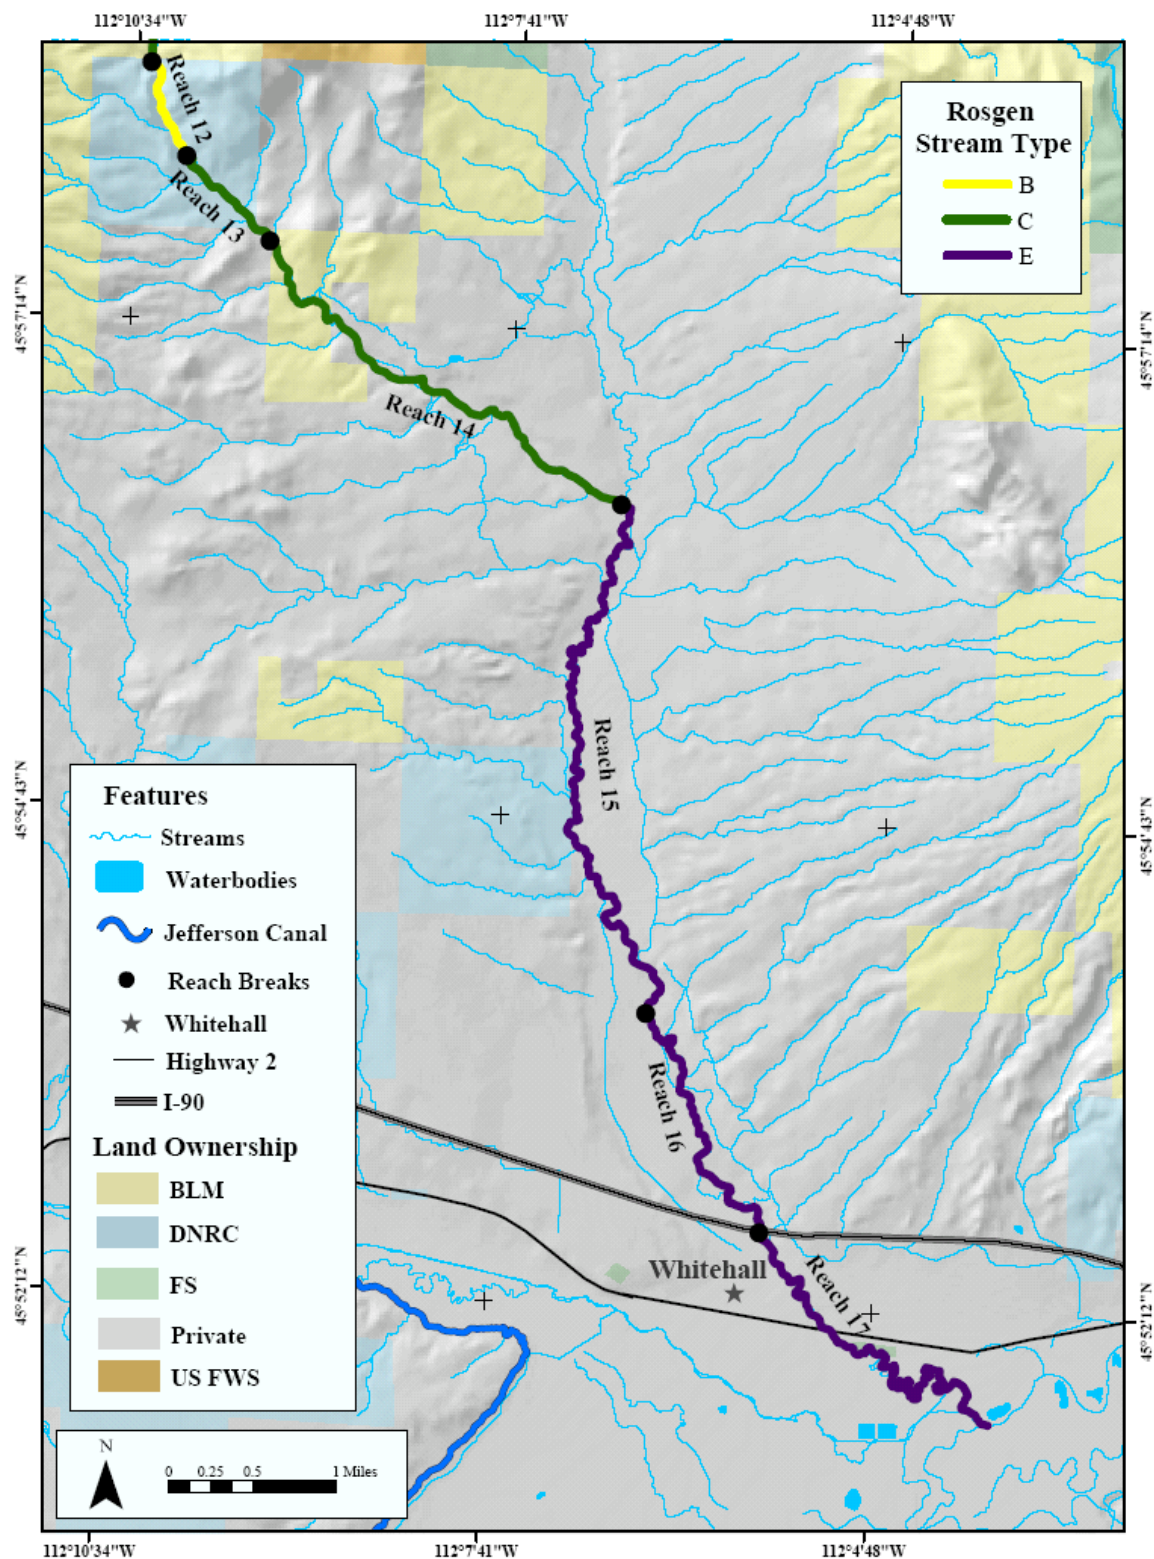 112°10'34"W
112°7'41"W
112°4'48"W
Reach 12
Reach 13
Rosgen
Stream Type
B
C
E
45°57'14"N
45°57'14"N
Reach 14
Reach 15
45°54'43"N
45°54'43"N
Features
Streams
Waterbodies
Jefferson Canal
Reach Breaks
Whitehall
Highway 2
I-90
Land Ownership
BLM
DNRC
FS
Private
US FWS
Reach 16
Whitehall
Reach 17
45°52'12"N
45°52'12"N
N
0 0.25 0.5 1 Miles
112°10'34"W
112°7'41"W
112°4'48"W